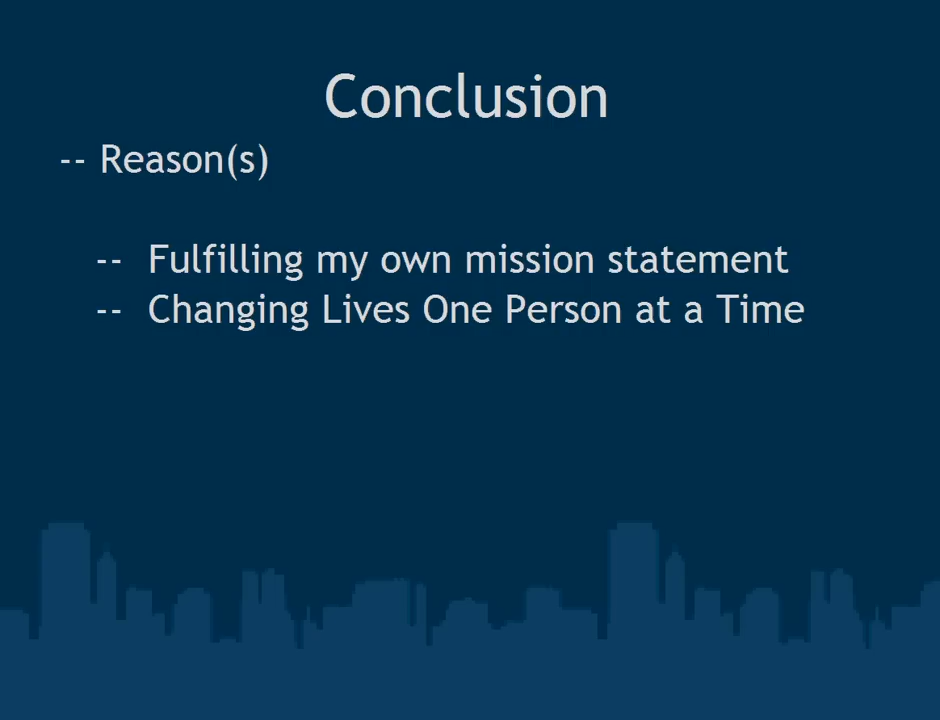 Conclusion
-- Reason(s)
-- Fulfilling my own mission statement
-- Changing Lives One Person at a Time